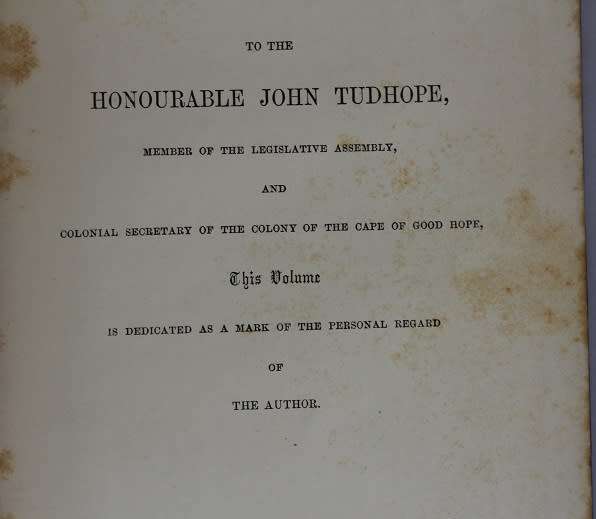 TO THE
HONOURABLE JOHN TUDHOPE,
MEMBER OF THE LEGISLATIVE ASSEMBLY,
AND
COLONIAL SECRETARY OF THE COLONY OF THE CAPE OF GOOD HOPE,
This Volume
IS DEDICATED AS A MARK OF THE PERSONAL REGARD
OF
THE AUTHOR.